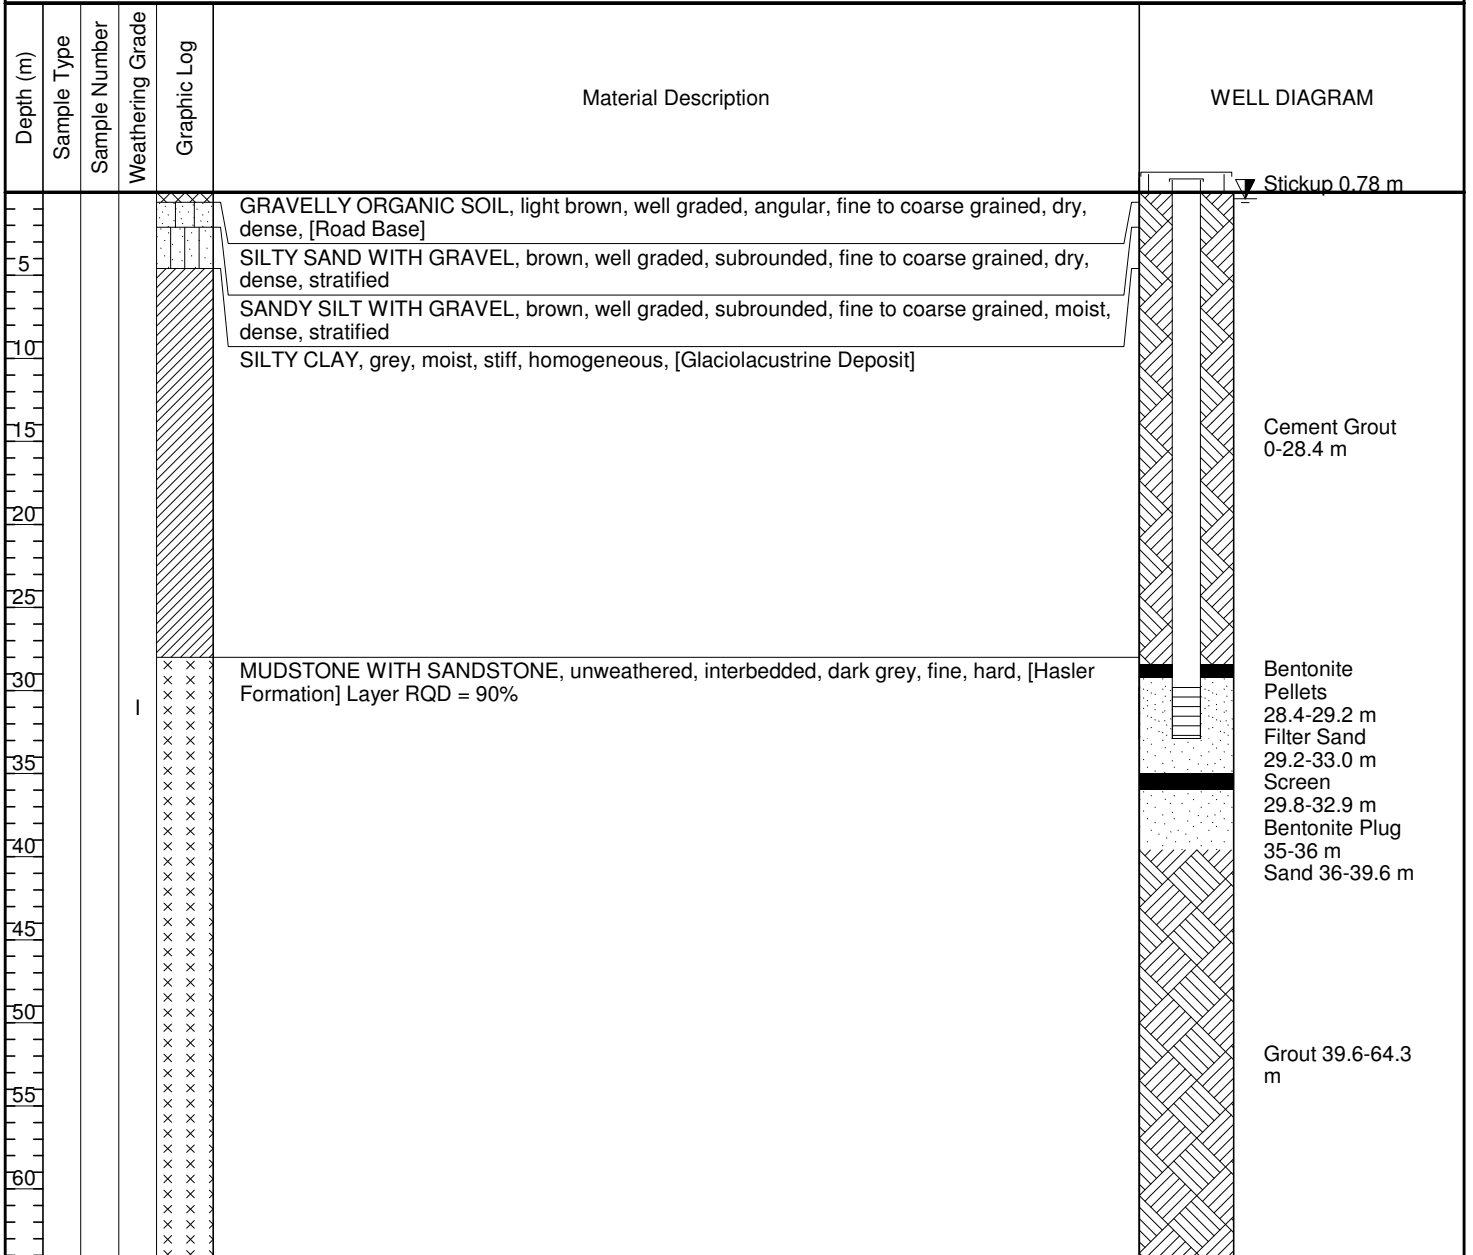 Depth (m)
Sample Type
Sample Number
Weathering Grade
Graphic Log
Material Description
WELL DIAGRAM
Stickup 0.78 m
GRAVELLY ORGANIC SOIL, light brown, well graded, angular, fine to coarse grained, dry,
dense, [Road Base]
SILTY SAND WITH GRAVEL, brown, well graded, subrounded, fine to coarse grained, dry,
dense, stratified
SANDY SILT WITH GRAVEL, brown, well graded, subrounded, fine to coarse grained, moist,
dense, stratified
SILTY CLAY, grey, moist, stiff, homogeneous, [Glaciolacustrine Deposit]
MUDSTONE WITH SANDSTONE, unweathered, interbedded, dark grey, fine, hard, [Hasler
Formation] Layer RQD = 90%
I
5
10
15
20
25
30
35
40
45
50
55
60
Cement Grout
0-28.4 m
Bentonite
Pellets
28.4-29.2 m
Filter Sand
29.2-33.0 m
Screen
29.8-32.9 m
Bentonite Plug
35-36 m
Sand 36-39.6 m
Grout 39.6-64.3
m